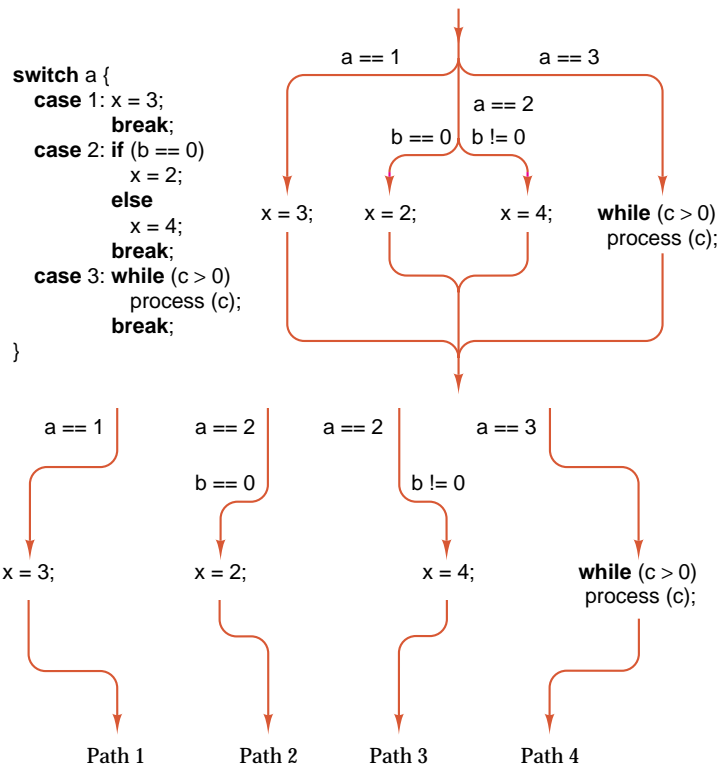 switch a {
case 1: x = 3;
break;
case 2: if (b == 0)
x = 2;
else
x = 4;
break;
case 3: while (c > 0)
process (c);
break;
}
a == 1
a == 3
a == 2
b == 0
b != 0
x = 3;
x = 2;
x = 4;
while (c > 0)
process (c);
a == 1
a == 2
a == 2
a == 3
b == 0
b != 0
x = 3;
x = 2;
x = 4;
while (c > 0)
process (c);
Path 1
Path 2
Path 3
Path 4